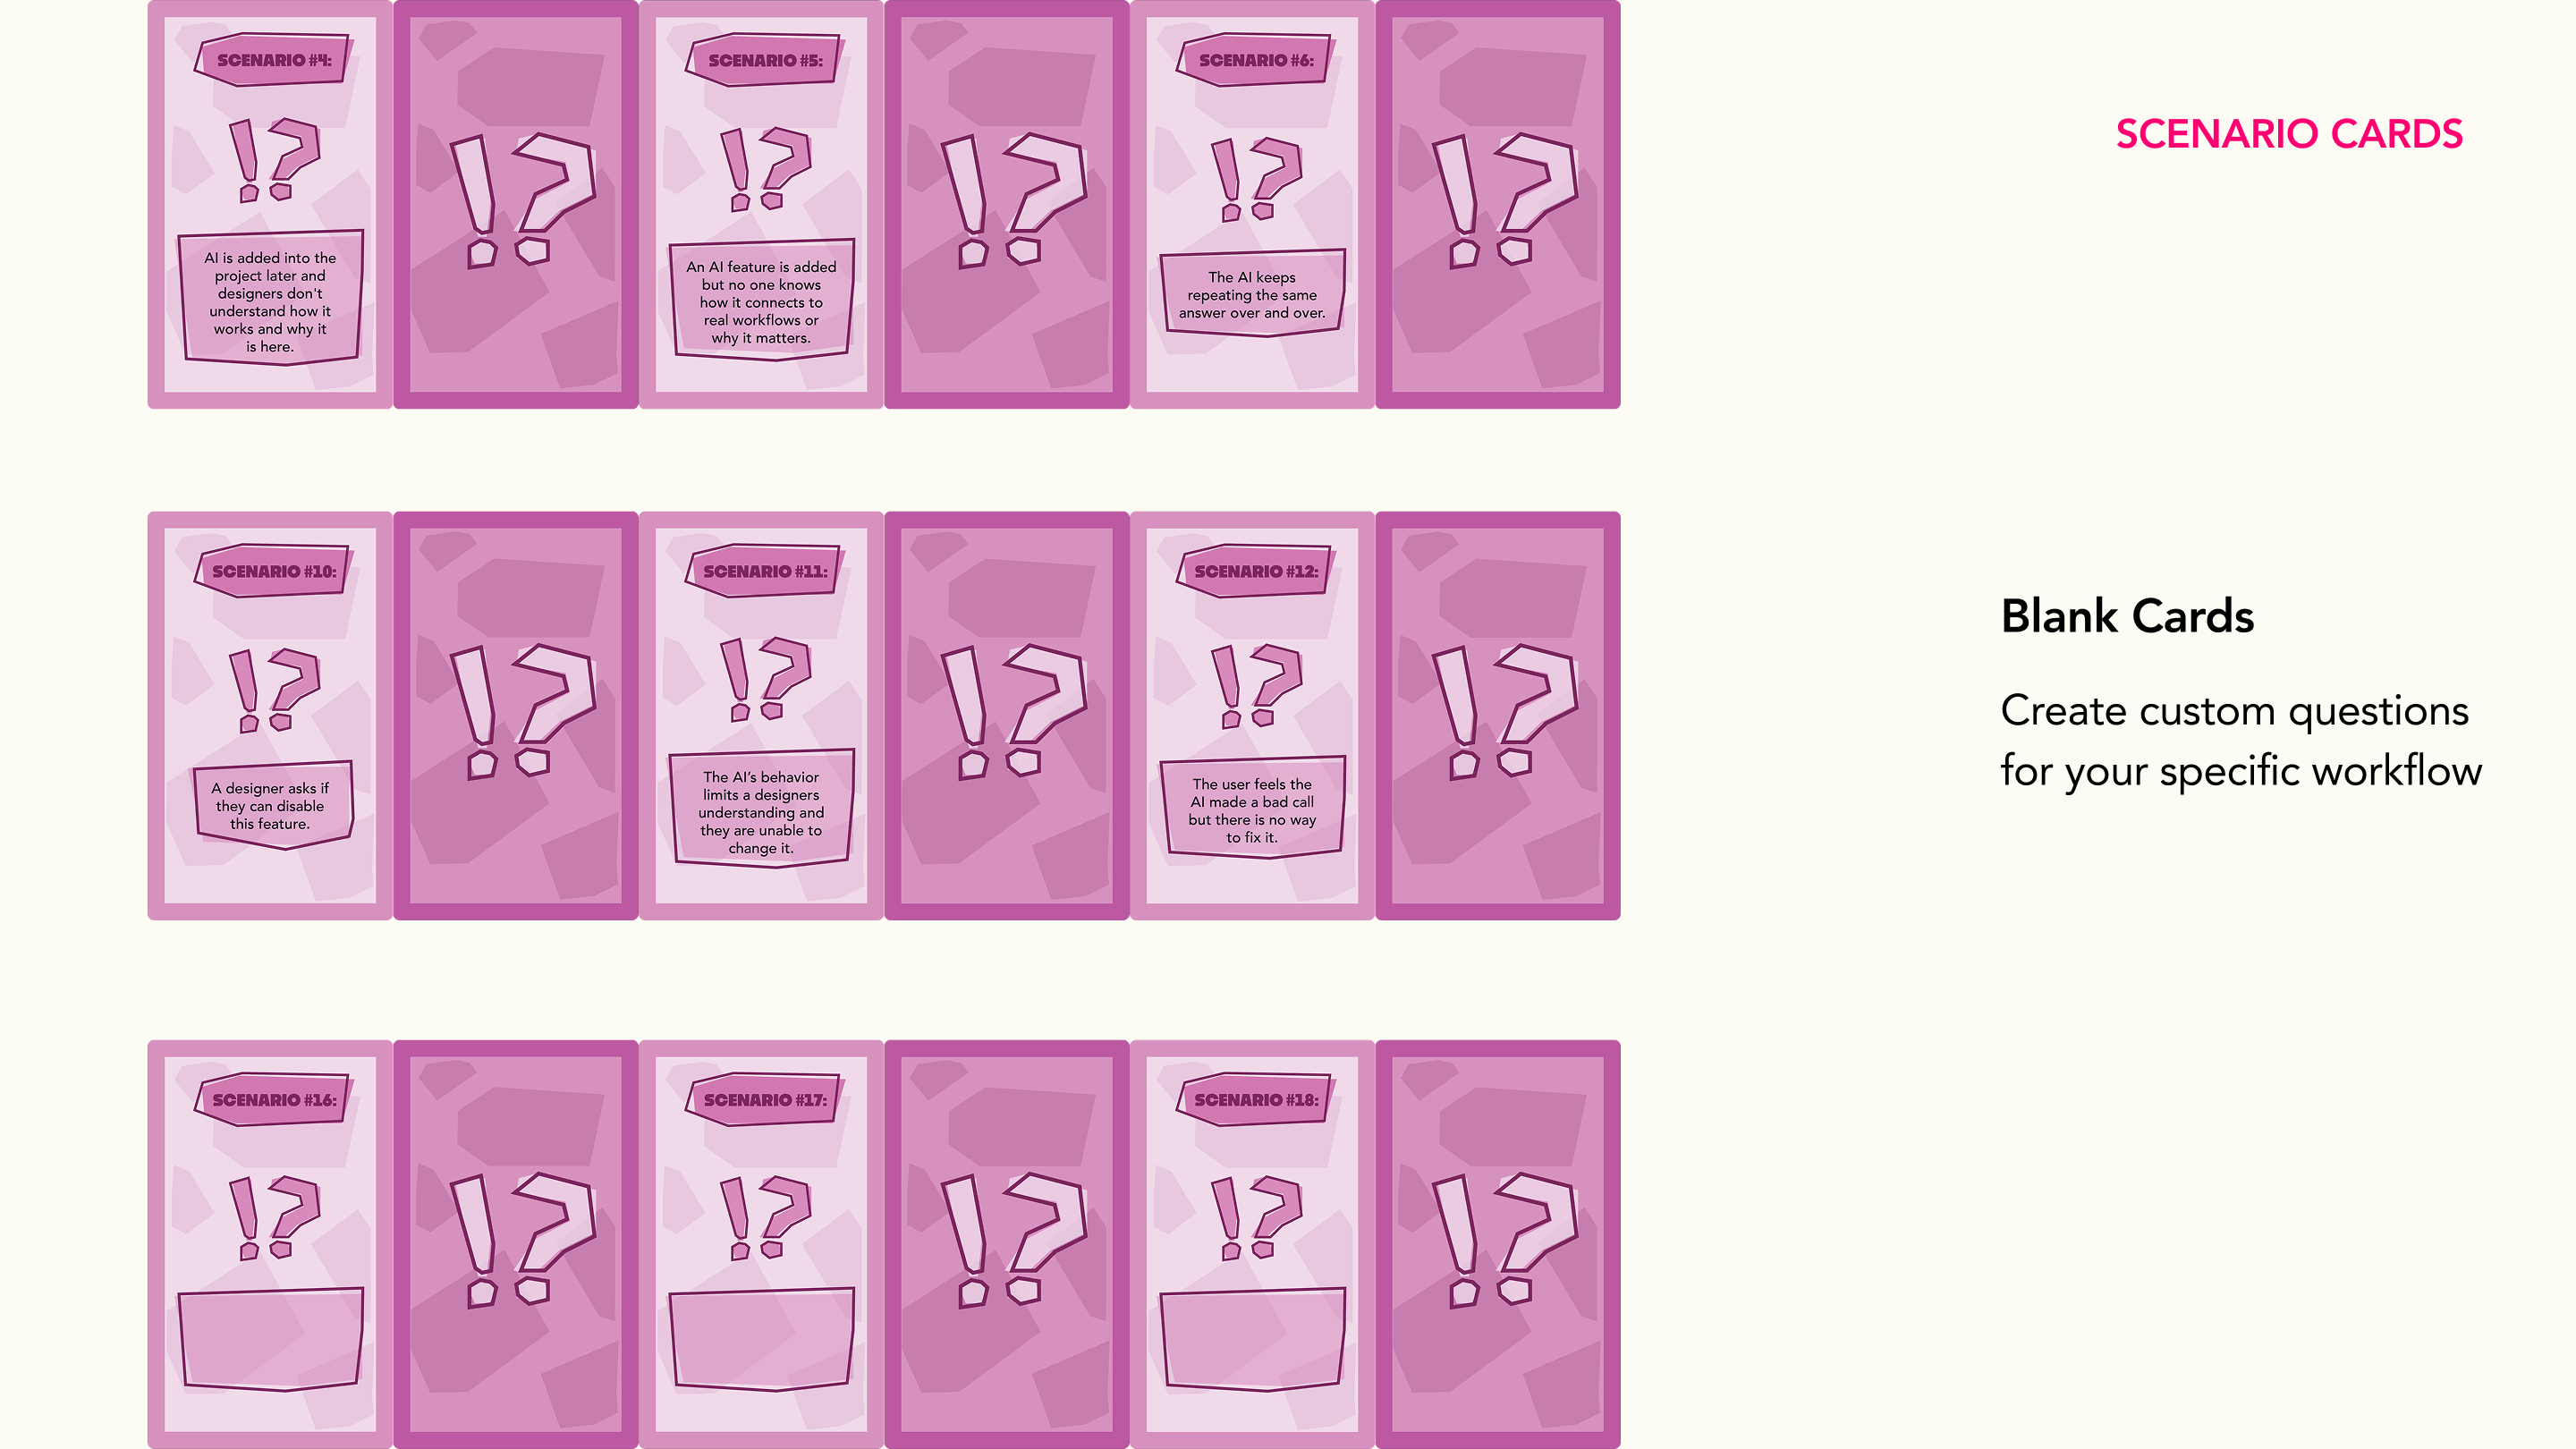 SCENARIO CARDS
SCENARIO #4:
!?
AI is added into the
project later and
designers don't
understand how it
works and why it
is here.
!?
SCENARIO #5:
!?
An AI feature is added
but no one knows
how it connects to
real workflows or
why it matters.
!?
SCENARIO #6:
!?
The AI keeps
repeating the same
answer over and over.
!?
SCENARIO #10:
!?
A designer asks if
they can disable
this feature.
!?
SCENARIO #11:
!?
The AI’s behavior
limits a designers
understanding and
they are unable to
change it.
!?
SCENARIO #12:
!?
The user feels the
AI made a bad call
but there is no way
to fix it.
!?
Blank Cards
Create custom questions
for your specific workflow
SCENARIO #16:
!?
!?
SCENARIO #17:
!?
!?
SCENARIO #18:
!?
!?